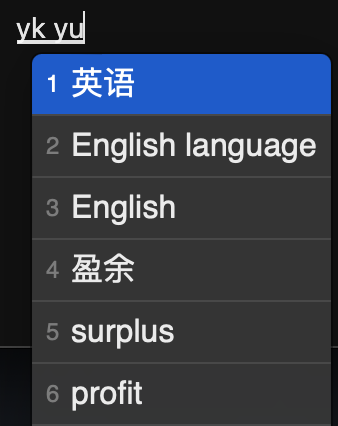 yk yu
1 英语
2 English language
3 English
4 盈余
5 surplus
6 profit